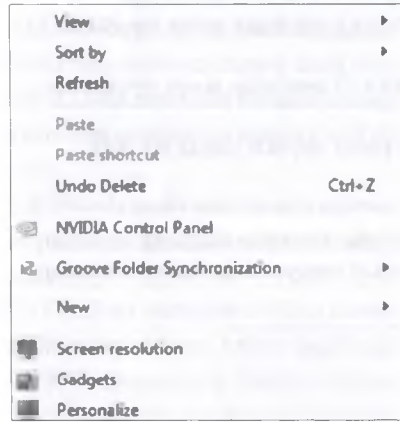 View
Sort by
Refresh
Paste
Paste shortcut
Undo Delete Ctrl+Z
NVIDIA Control Panel
Groove Folder Synchronization
New
Screen resolution
Gadgets
Personalize